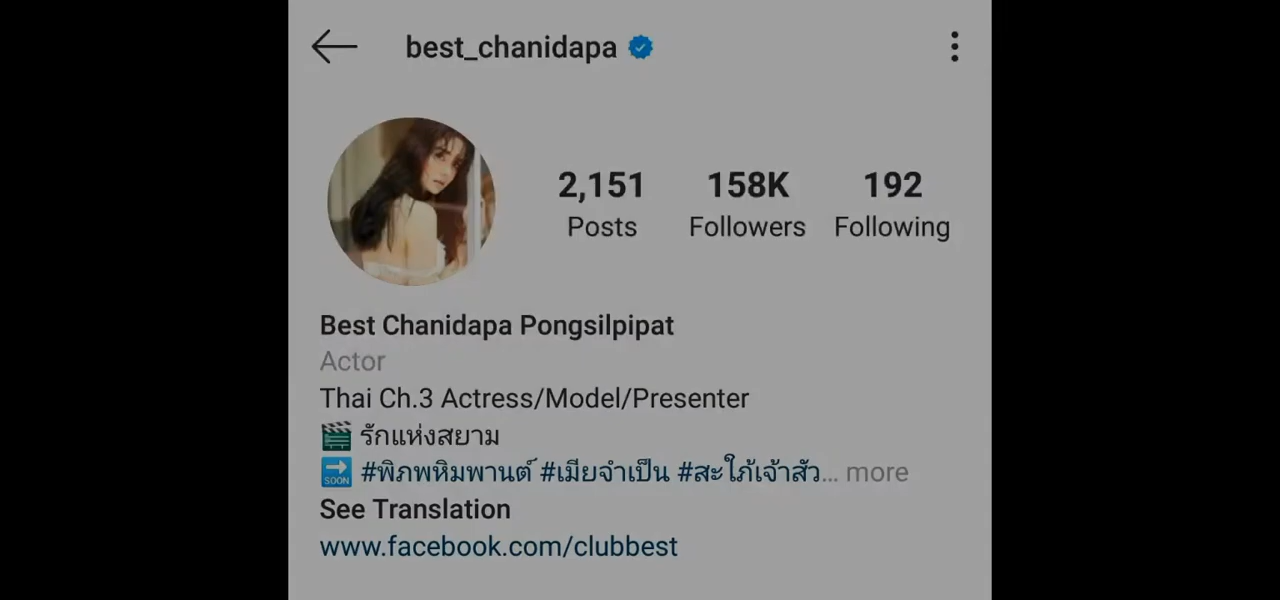 best_chanidapa
2,151 158K 192
Posts Followers Following
Best Chanidapa Pongsilpipat
Actor
Thai Ch.3 Actress/Model/Presenter
🎬 รักแห่งสยาม
🔜 #พิภพหิมพานต์ #เมียจำเป็น #สะใภ้เจ้าสัว... more
See Translation
www.facebook.com/clubbest